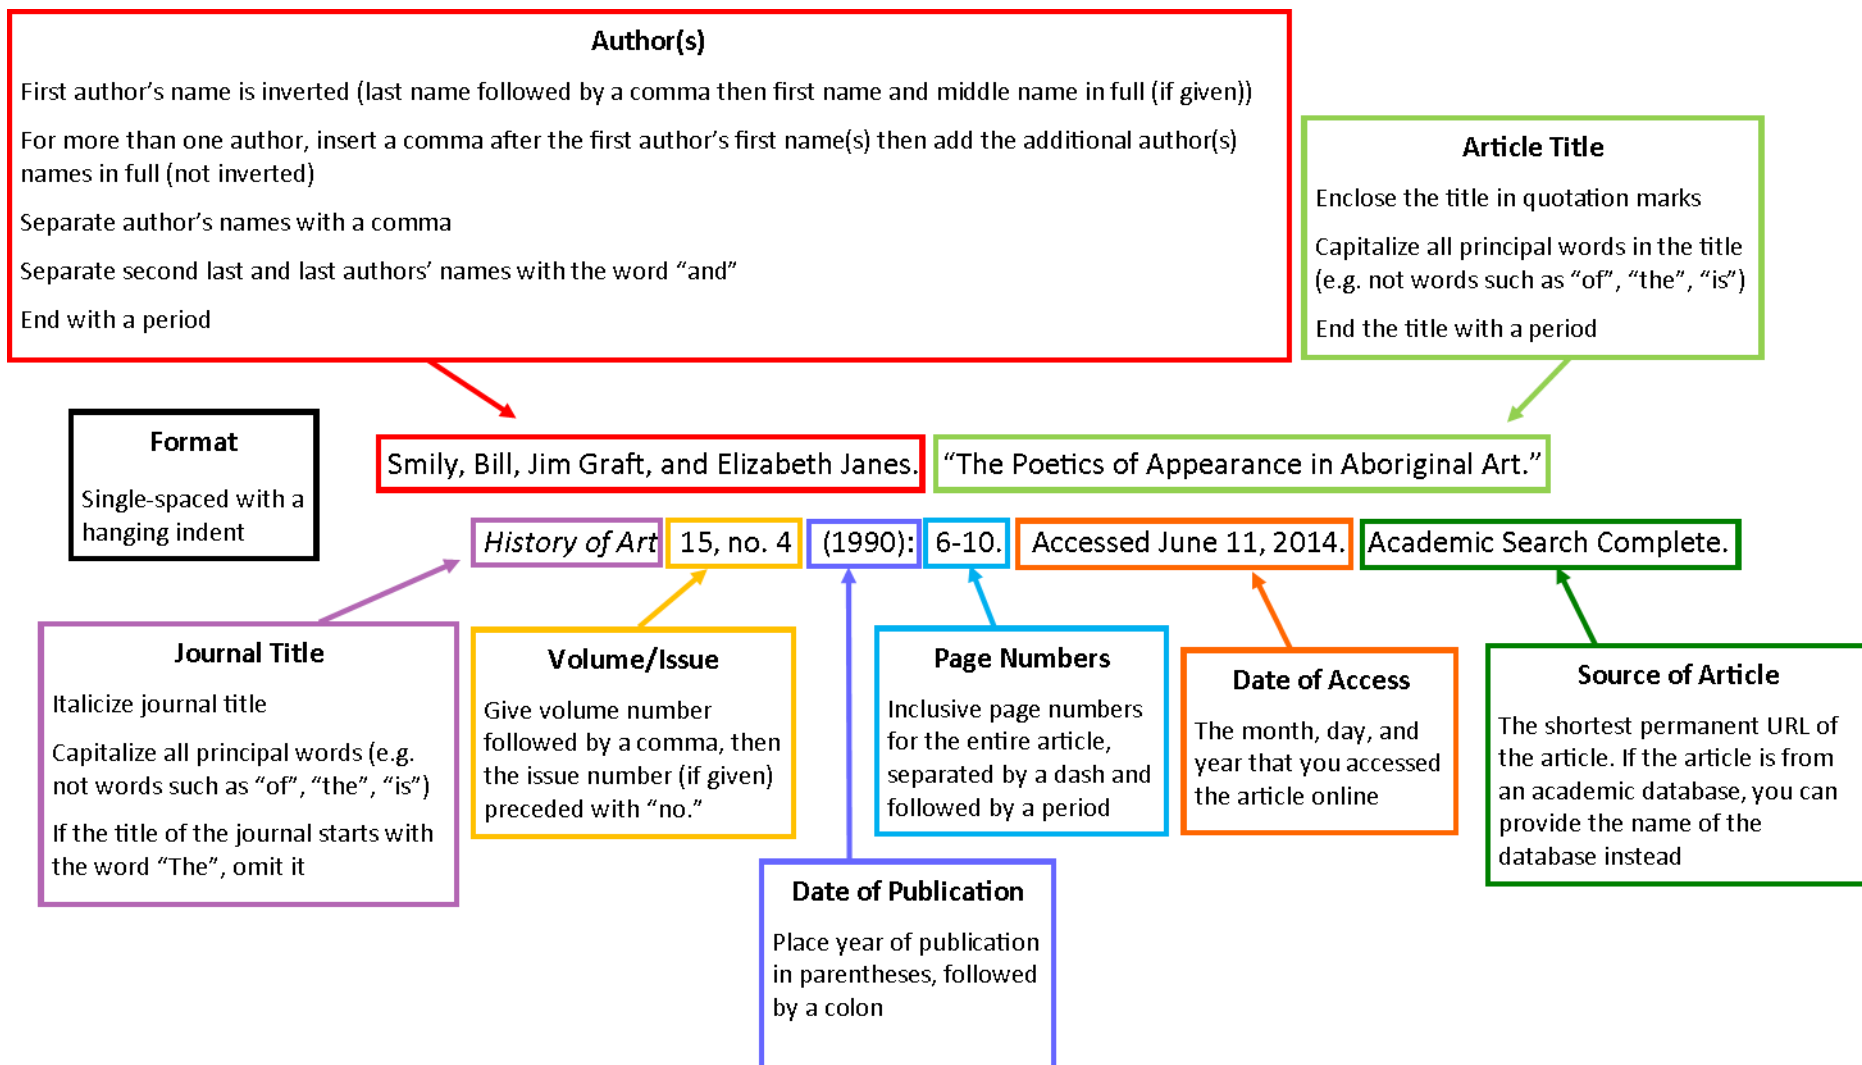 Author(s)
First author’s name is inverted (last name followed by a comma then first name and middle name in full (if given))
For more than one author, insert a comma after the first author’s first name(s) then add the additional author(s)
names in full (not inverted)
Separate author’s names with a comma
Separate second last and last authors’ names with the word “and”
End with a period
Article Title
Enclose the title in quotation marks
Capitalize all principal words in the title
(e.g. not words such as “of”, “the”, “is”)
End the title with a period
Format
Single-spaced with a
hanging indent
Smily, Bill, Jim Graft, and Elizabeth Janes. “The Poetics of Appearance in Aboriginal Art.”
History of Art 15, no. 4 (1990): 6-10. Accessed June 11, 2014. Academic Search Complete.
Journal Title
Italicize journal title
Capitalize all principal words (e.g.
not words such as “of”, “the”, “is”)
If the title of the journal starts with
the word “The”, omit it
Volume/Issue
Give volume number
followed by a comma, then
the issue number (if given)
preceded with “no.”
Date of Publication
Place year of publication
in parentheses, followed
by a colon
Page Numbers
Inclusive page numbers
for the entire article,
separated by a dash and
followed by a period
Date of Access
The month, day, and
year that you accessed
the article online
Source of Article
The shortest permanent URL of
the article. If the article is from
an academic database, you can
provide the name of the
database instead